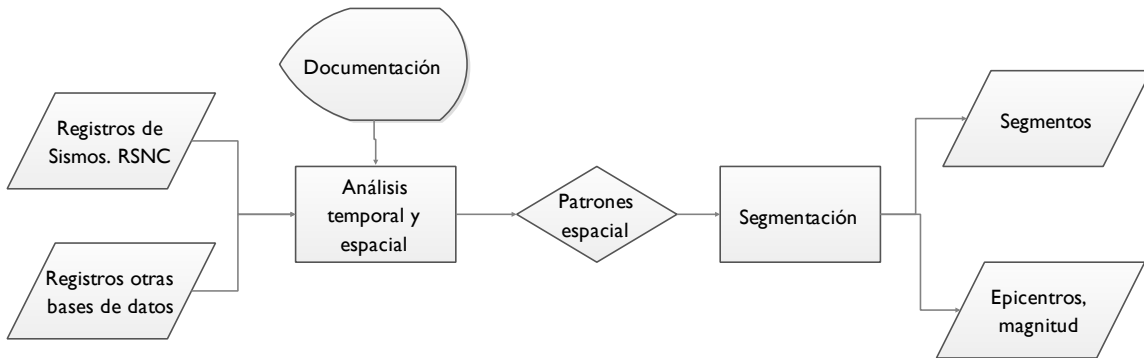 Documentación
Registros de
Sismos. RSNC
Registros otras
bases de datos
Análisis
temporal y
espacial
Patrones
espacial
Segmentación
Segmentos
Epicentros,
magnitud